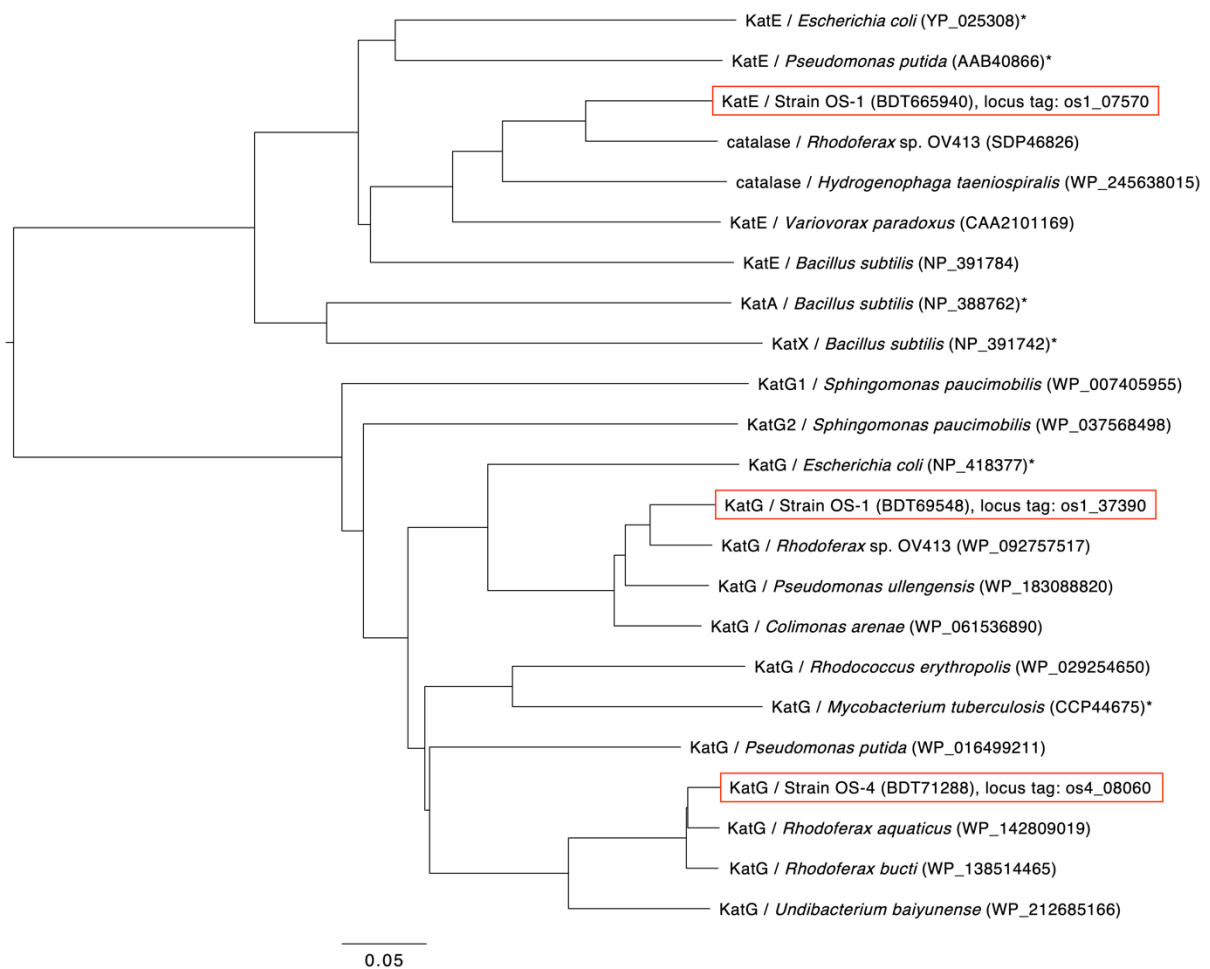 KatE / Escherichia coli (YP_025308)*
KatE / Pseudomonas putida (AAB40866)*
KatE / Strain OS-1 (BDT665940), locus tag: os1_07570
catalase / Rhodoferax sp. OV413 (SDP46826)
catalase / Hydrogenophaga taeniospiralis (WP_245638015)
KatE / Variovorax paradoxus (CAA2101169)
KatE / Bacillus subtilis (NP_391784)
KatA / Bacillus subtilis (NP_388762)*
KatX / Bacillus subtilis (NP_391742)*
KatG1 / Sphingomonas paucimobilis (WP_007405955)
KatG2 / Sphingomonas paucimobilis (WP_037568498)
KatG / Escherichia coli (NP_418377)*
KatG / Strain OS-1 (BDT69548), locus tag: os1_37390
KatG / Rhodoferax sp. OV413 (WP_092757517)
KatG / Pseudomonas ullengensis (WP_183088820)
KatG / Colimonas arenae (WP_061536890)
KatG / Rhodococcus erythropolis (WP_029254650)
KatG / Mycobacterium tuberculosis (CCP44675)*
KatG / Pseudomonas putida (WP_016499211)
KatG / Strain OS-4 (BDT71288), locus tag: os4_08060
KatG / Rhodoferax aquaticus (WP_142809019)
KatG / Rhodoferax bucti (WP_138514465)
KatG / Undibacterium baiyunense (WP_212685166)
0.05